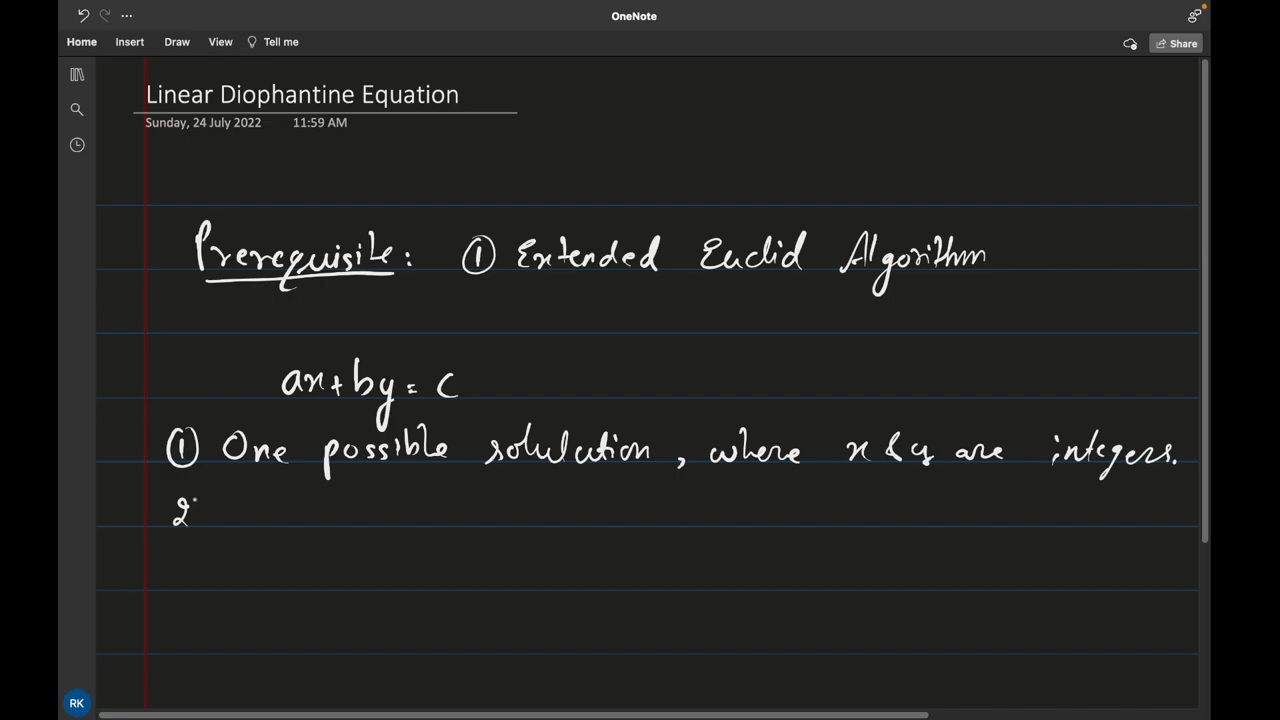 OneNote
Home Insert Draw View Tell me Share
Linear Diophantine Equation
Sunday, 24 July 2022 11:59 AM
Prerequisite: ① Extended Euclid Algorithm
ax+by = c
① One possible solulution, where x & y are integers.
2
RK